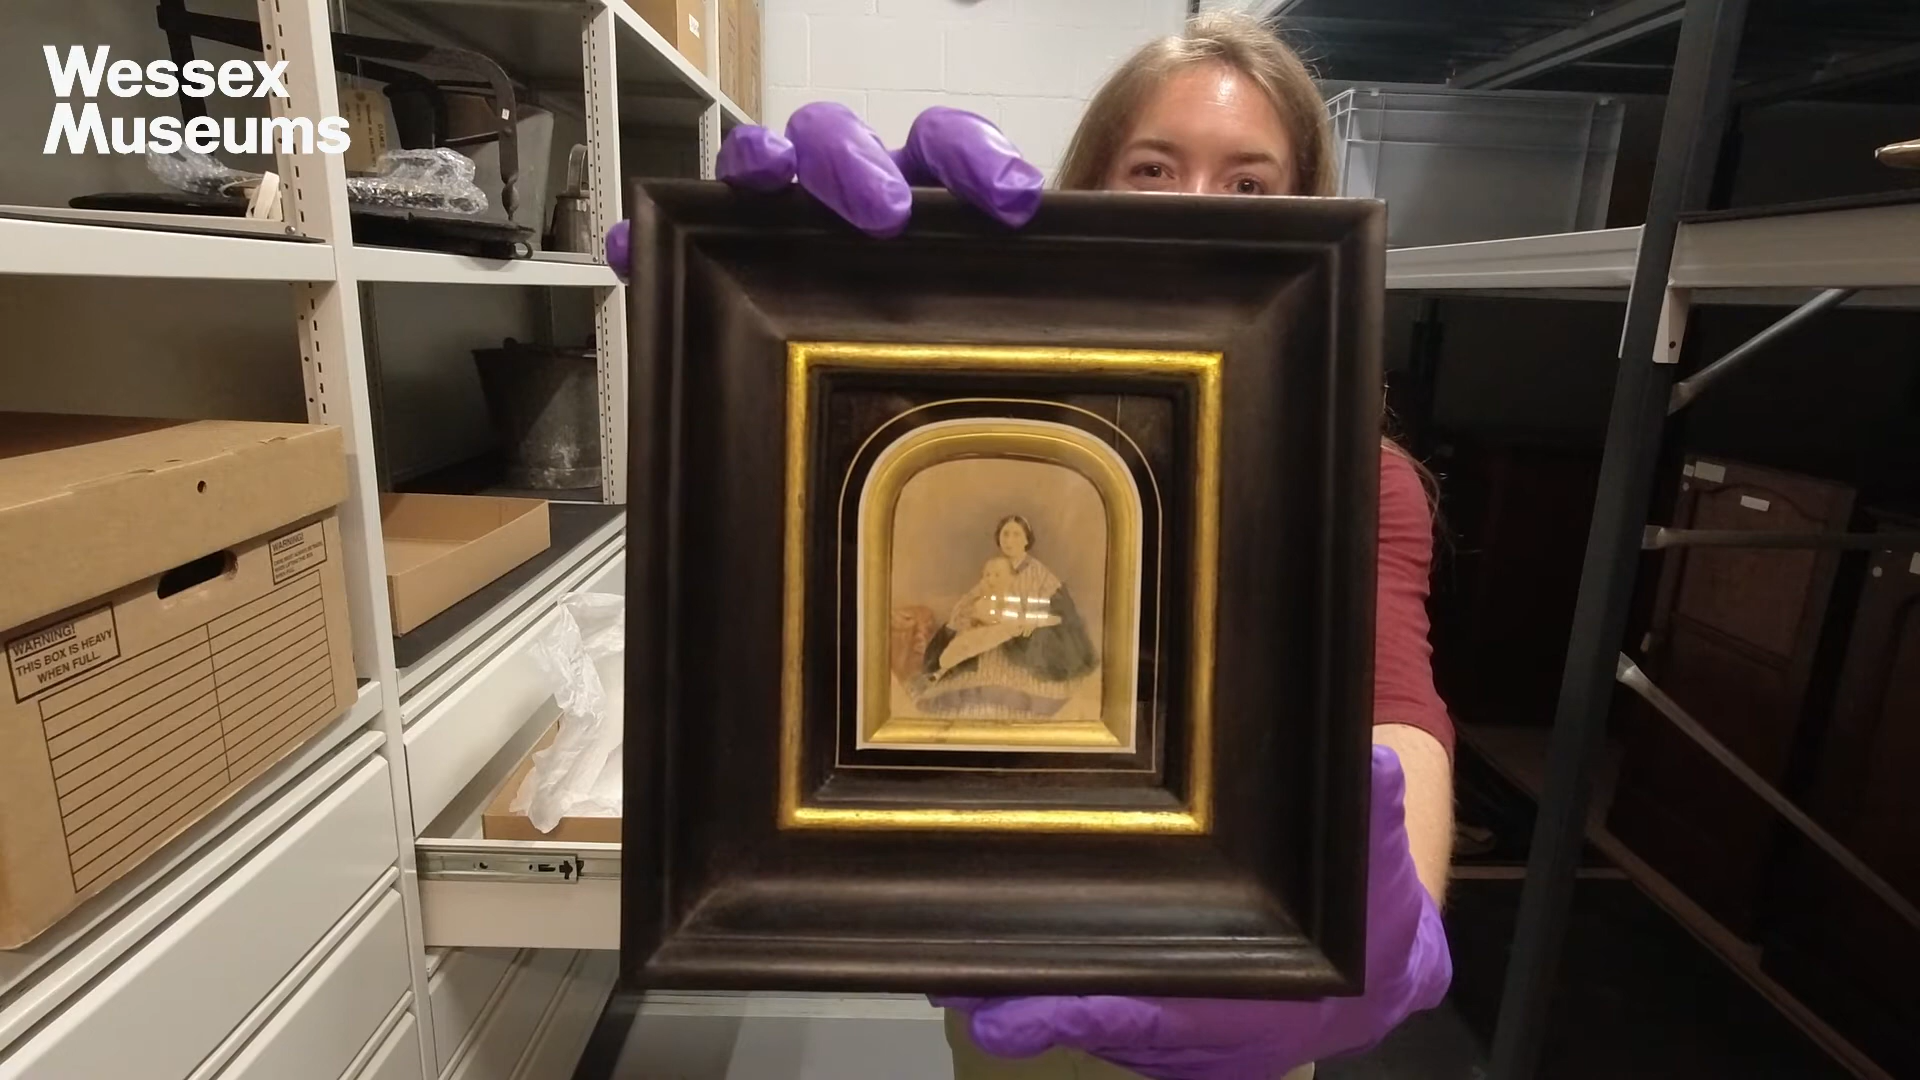 Wessex
Museums
WARNING!
THIS BOX IS HEAVY
WHEN FULL
WARNING!